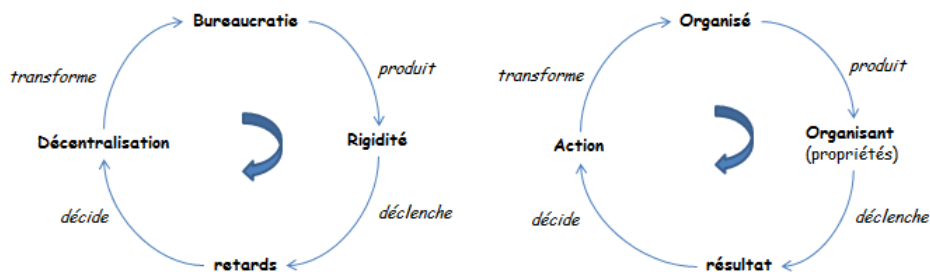 Bureaucratie
produit
Rigidité
déclenche
retards
décide
Décentralisation
transforme
Organisé
produit
Organisant
(propriétés)
déclenche
résultat
décide
Action
transforme